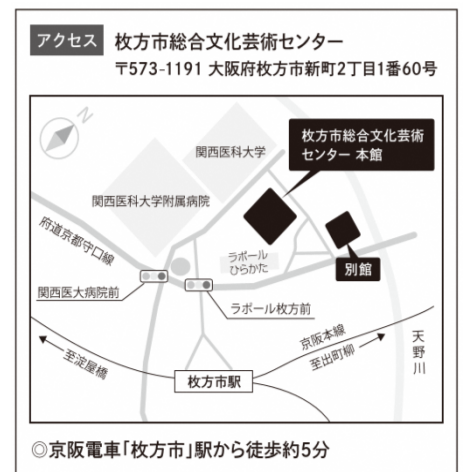 アクセス 枚方市総合文化芸術センター
〒573-1191 大阪府枚方市新町2丁目1番60号
N
枚方市総合文化芸術
センター 本館
関西医科大学
関西医科大学附属病院
府道京都守口線
ラポール
ひらかた
別館
関西医大病院前
ラポール枚方前
京阪本線
至出町柳
天野川
至淀屋橋
枚方市駅
◎京阪電車「枚方市」駅から徒歩約5分